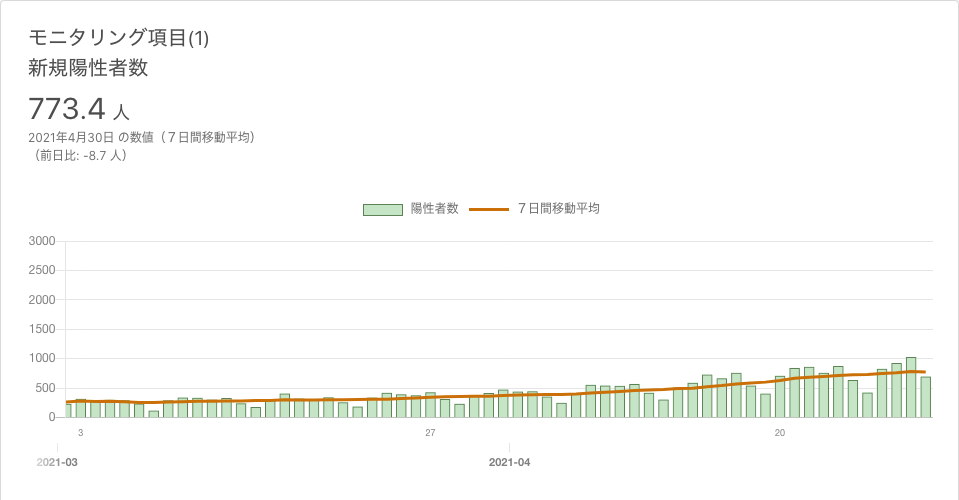 モニタリング項目(1)
新規陽性者数
773.4 人
2021年4月30日 の数値（７日間移動平均）
（前日比: -8.7 人）
陽性者数 ７日間移動平均
3000
2500
2000
1500
1000
500
0
3 27 20
2021-03 2021-04